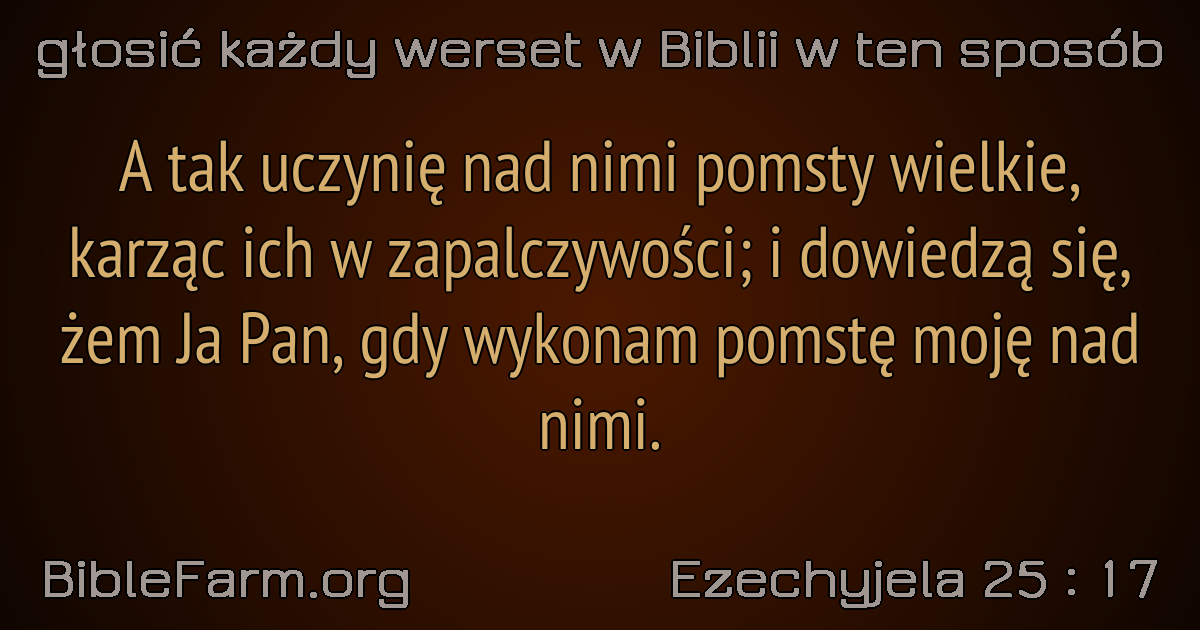 głosić każdy werset w Biblii w ten sposób
A tak uczynię nad nimi pomsty wielkie,
karząc ich w zapalczywości; i dowiedzą się,
żem Ja Pan, gdy wykonam pomstę moję nad
nimi.
BibleFarm.org
Ezechyjela 25 : 17